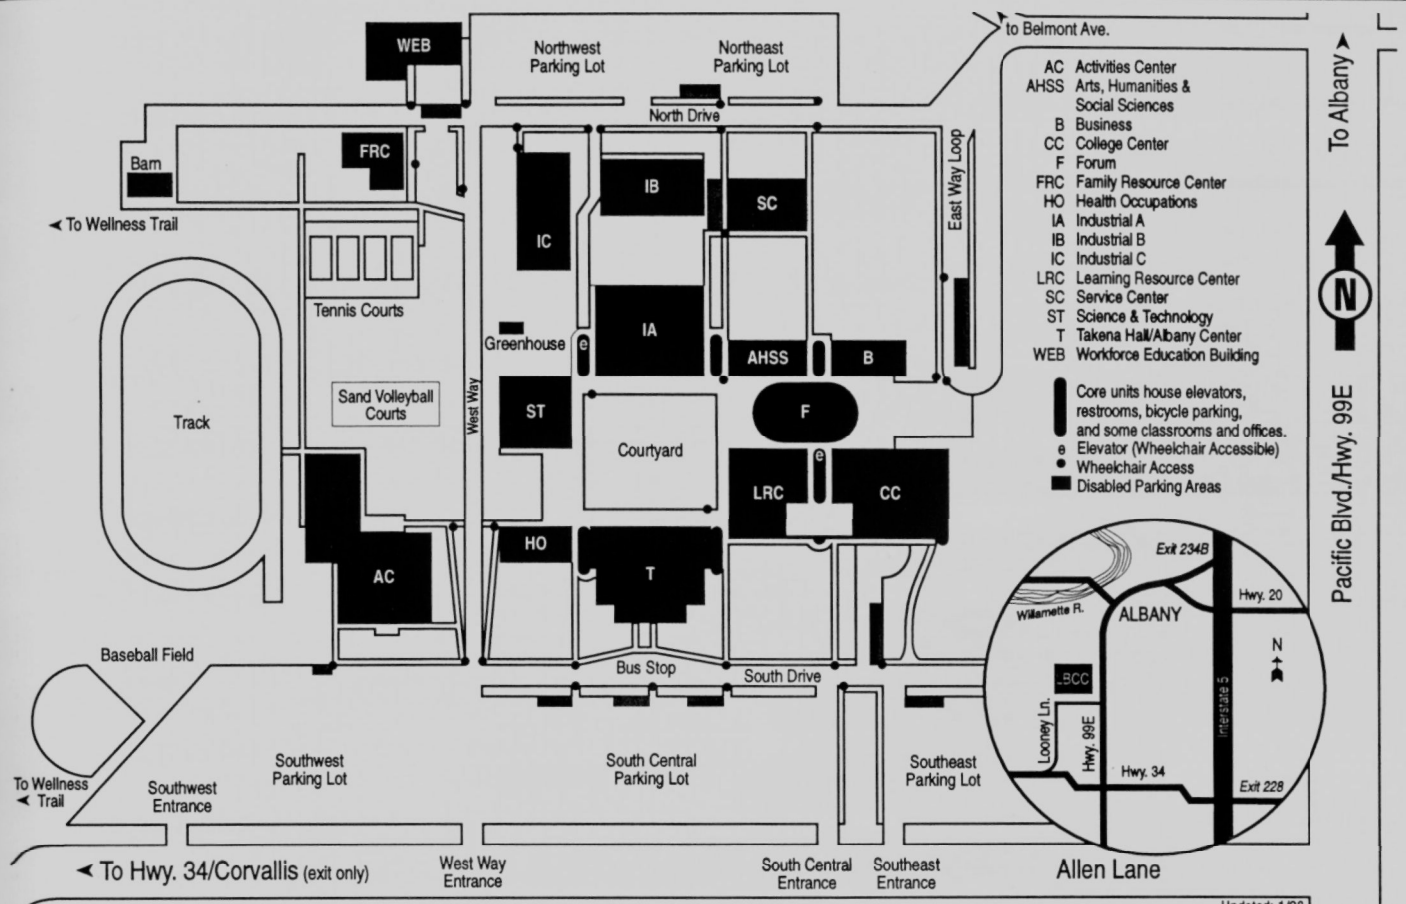 to Belmont Ave.
WEB
Northwest
Parking Lot
Northeast
Parking Lot
North Drive
FRC
Barn
To Wellness Trail
IB
SC
IC
East Way Loop
Tennis Courts
Greenhouse
IA
e
AHSS
B
Sand Volleyball
Courts
Track
West Way
ST
F
Courtyard
e
LRC
CC
HO
T
AC
Baseball Field
Bus Stop
South Drive
To Wellness
Trail
Southwest
Entrance
Southwest
Parking Lot
South Central
Parking Lot
Southeast
Parking Lot
To Hwy. 34/Corvallis (exit only)
West Way
Entrance
South Central
Entrance
Southeast
Entrance
Allen Lane
AC Activities Center
AHSS Arts, Humanities &
Social Sciences
B Business
CC College Center
F Forum
FRC Family Resource Center
HO Health Occupations
IA Industrial A
IB Industrial B
IC Industrial C
LRC Learning Resource Center
SC Service Center
ST Science & Technology
T Takena Hall/Albany Center
WEB Workforce Education Building
Core units house elevators,
restrooms, bicycle parking,
and some classrooms and offices.
e Elevator (Wheelchair Accessible)
Wheelchair Access
Disabled Parking Areas
To Albany
N
Pacific Blvd./Hwy. 99E
Exit 234B
Willamette R.
ALBANY
Hwy. 20
N
LBCC
Looney Ln.
Hwy. 99E
Interstate 5
Hwy. 34
Exit 228